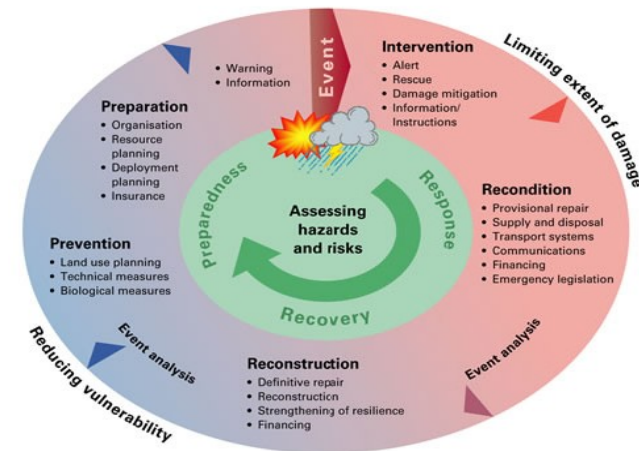 Event
Intervention
• Alert
• Rescue
• Damage mitigation
• Information/
Instructions
Limiting extent of damage
Recondition
• Provisional repair
• Supply and disposal
• Transport systems
• Communications
• Financing
• Emergency legislation
Event analysis
Reconstruction
• Definitive repair
• Reconstruction
• Strengthening of resilience
• Financing
Event analysis
Reducing vulnerability
Prevention
• Land use planning
• Technical measures
• Biological measures
Preparation
• Organisation
• Resource
planning
• Deployment
planning
• Insurance
• Warning
• Information
Assessing
hazards
and risks
Response
Recovery
Preparedness